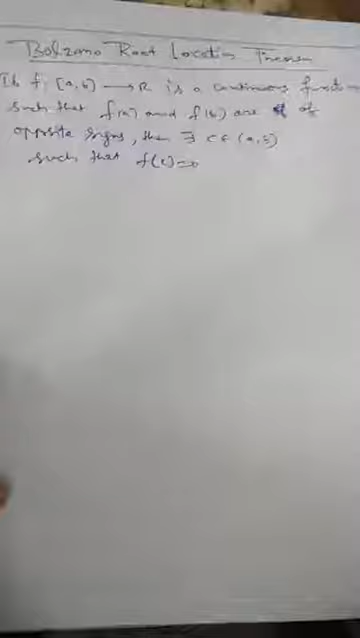 Bolzano Root Location Theorem
If f: [a,b) → R is a continuous function
such that f(a) and f(b) are of
opposite signs, then ∃ c ∈ (a,b)
such that f(c)=0